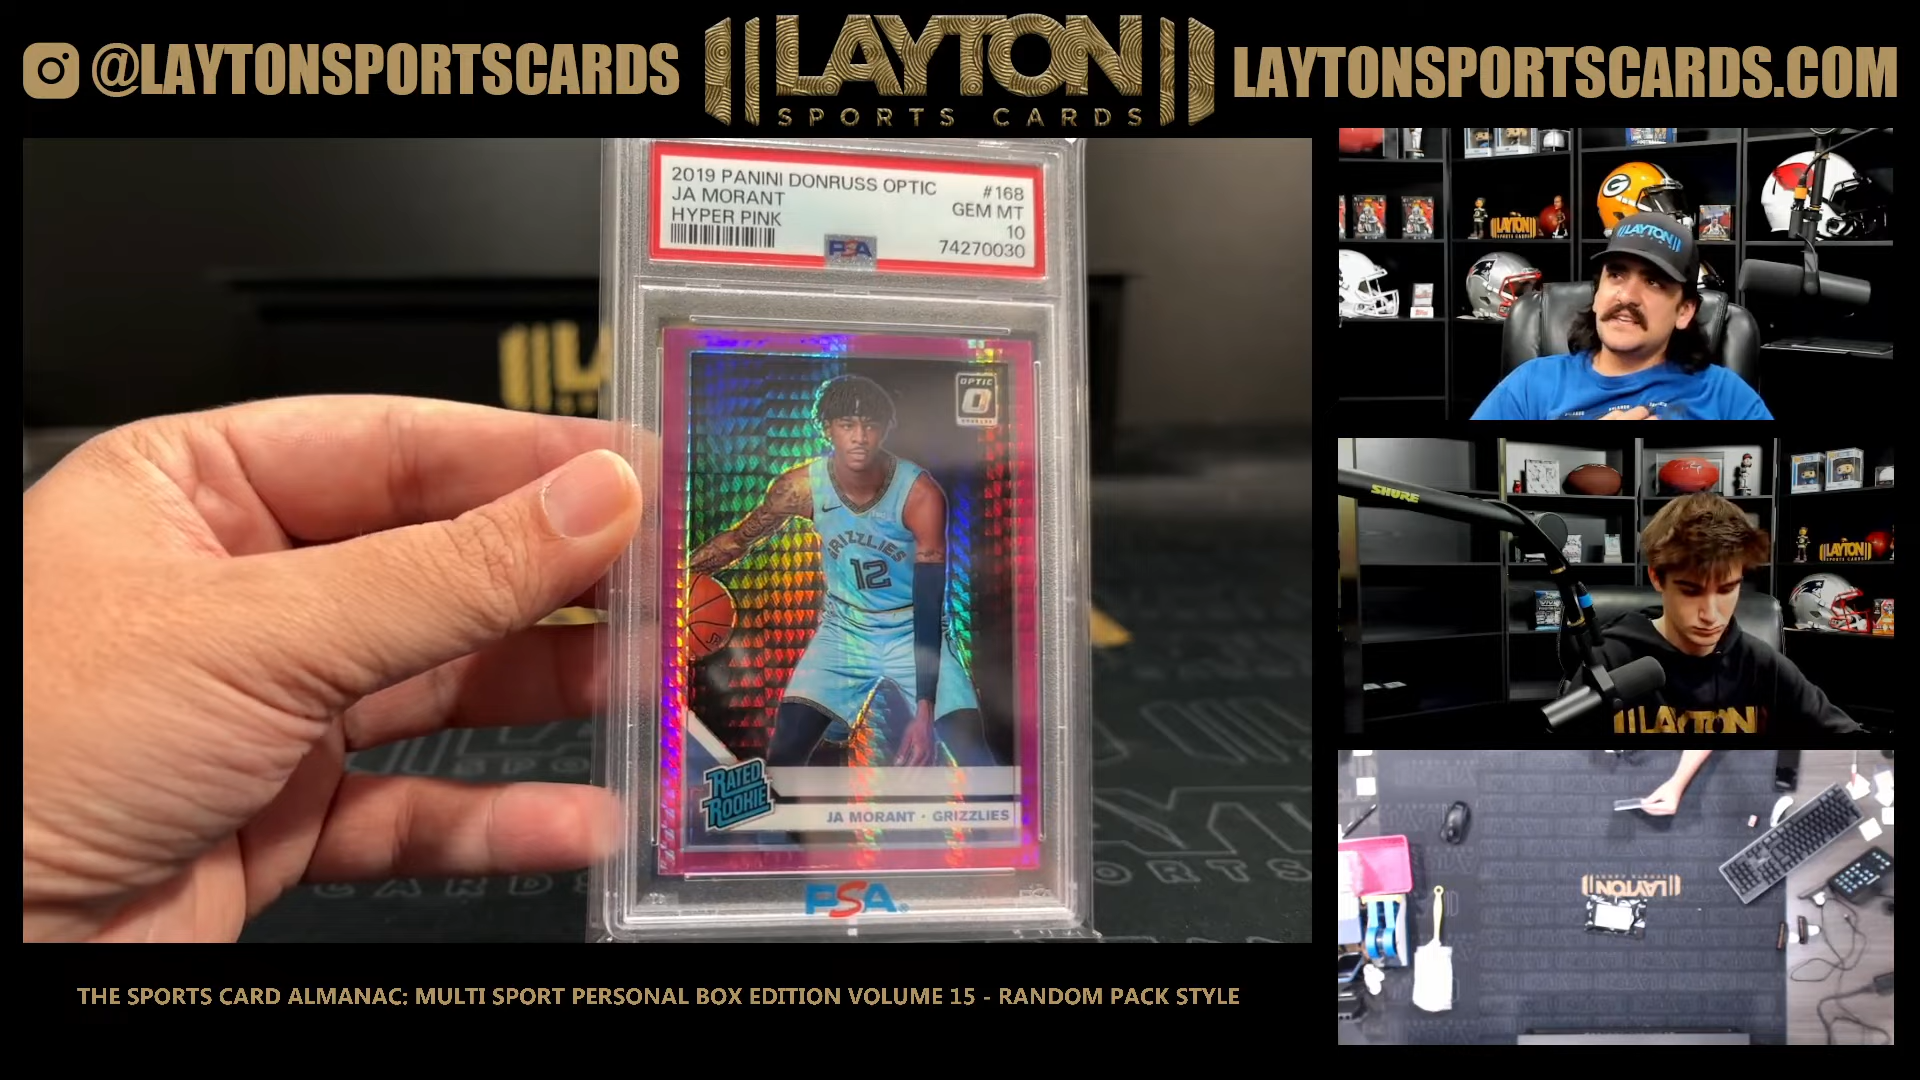 @LAYTONSPORTSCARDS
LAYTON
SPORTS CARDS
LAYTONSPORTSCARDS.COM
2019 PANINI DONRUSS OPTIC
#168
JA MORANT
GEM MT
HYPER PINK
10
PSA
74270030
OPTIC
GRIZZLIES
12
RATED
ROOKIE
JA MORANT · GRIZZLIES
PSA
LAYTON
LAYTON
SHURE
LAYTON
LAYTON
LAYTON
THE SPORTS CARD ALMANAC: MULTI SPORT PERSONAL BOX EDITION VOLUME 15 - RANDOM PACK STYLE